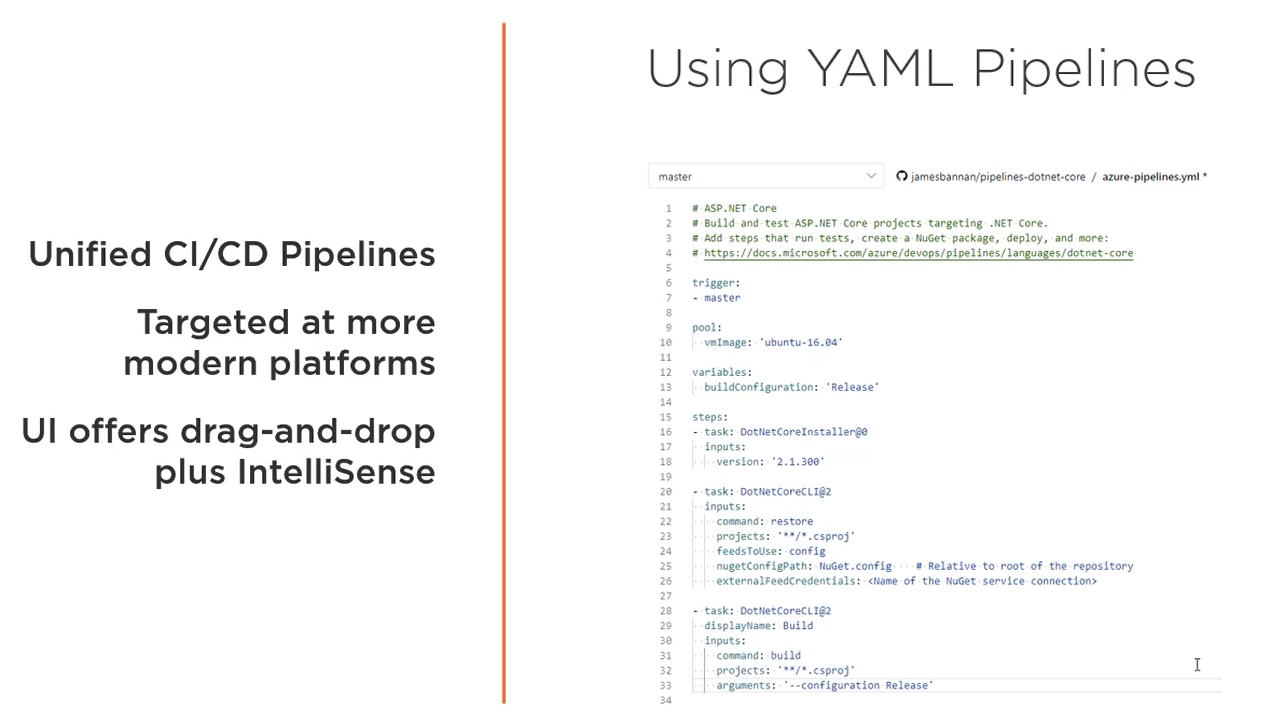 Using YAML Pipelines
Unified CI/CD Pipelines
Targeted at more
modern platforms
UI offers drag-and-drop
plus IntelliSense
master
jamesbannan/pipelines-dotnet-core / azure-pipelines.yml *
1 # ASP.NET Core
2 # Build and test ASP.NET Core projects targeting .NET Core.
3 # Add steps that run tests, create a NuGet package, deploy, and more:
4 # https://docs.microsoft.com/azure/devops/pipelines/languages/dotnet-core
5
6 trigger:
7 - master
8
9 pool:
10   vmImage: 'ubuntu-16.04'
11
12 variables:
13   buildConfiguration: 'Release'
14
15 steps:
16 - task: DotNetCoreInstaller@0
17   inputs:
18     version: '2.1.300'
19
20 - task: DotNetCoreCLI@2
21   inputs:
22     command: restore
23     projects: '**/*.csproj'
24     feedsToUse: config
25     nugetConfigPath: NuGet.config    # Relative to root of the repository
26     externalFeedCredentials: <Name of the NuGet service connection>
27
28 - task: DotNetCoreCLI@2
29   displayName: Build
30   inputs:
31     command: build
32     projects: '**/*.csproj'
33     arguments: '--configuration Release'
34